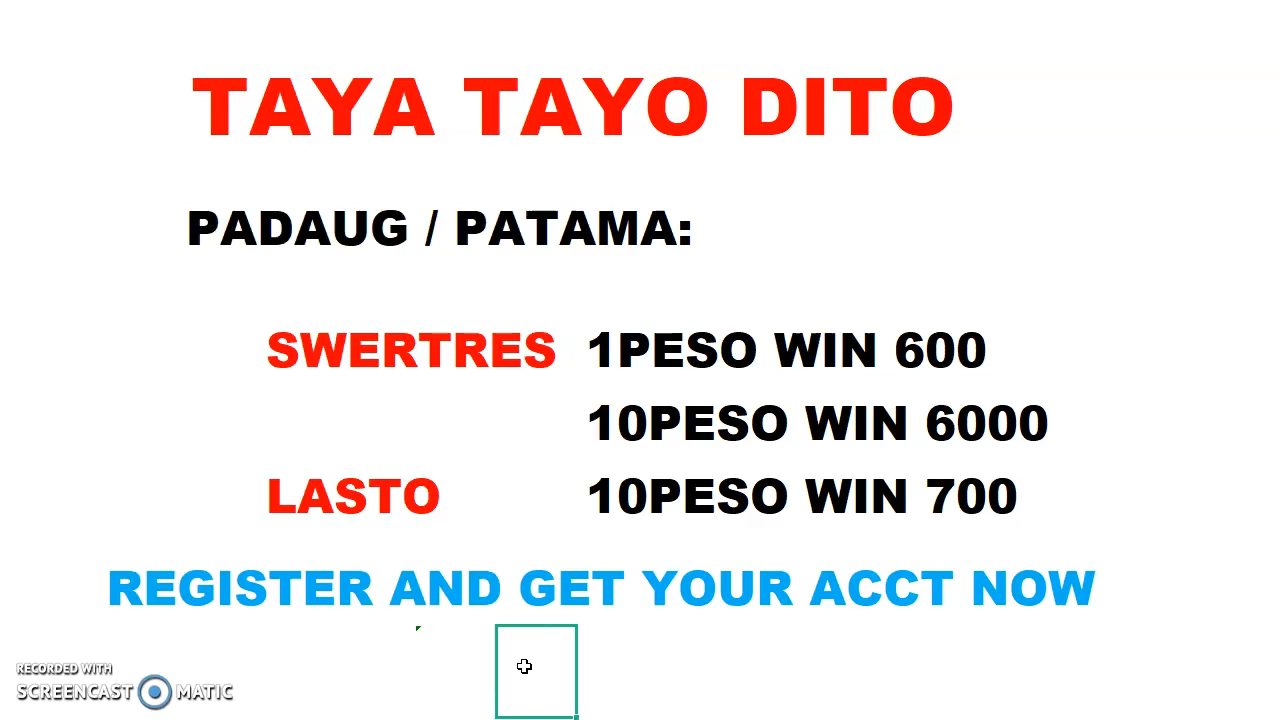 TAYA TAYO DITO
PADAUG / PATAMA:
SWERTRES 1PESO WIN 600
10PESO WIN 6000
LASTO 10PESO WIN 700
REGISTER AND GET YOUR ACCT NOW
RECORDED WITH
SCREENCAST MATIC